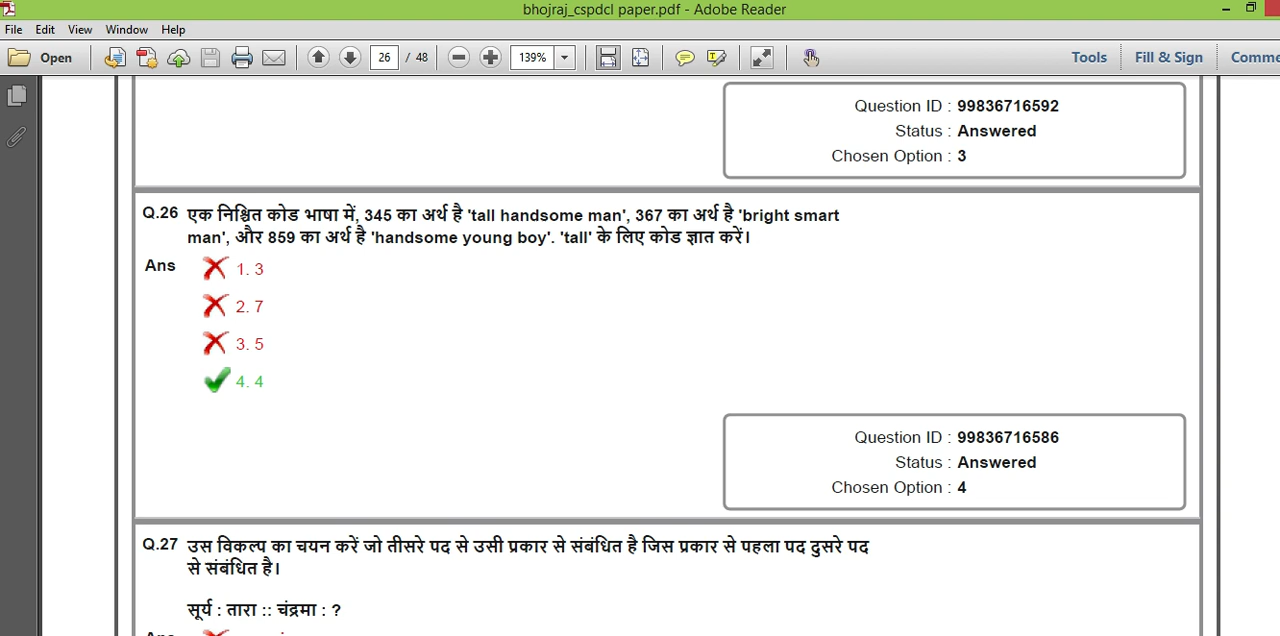 bhojraj_cspdcl paper.pdf - Adobe Reader
File Edit View Window Help
Open 26 / 48 139% Tools Fill & Sign Comme
Question ID : 99836716592
Status : Answered
Chosen Option : 3
Q.26 एक निश्चित कोड भाषा में, 345 का अर्थ है 'tall handsome man', 367 का अर्थ है 'bright smart
man', और 859 का अर्थ है 'handsome young boy'. 'tall' के लिए कोड ज्ञात करें।
Ans 1. 3
2. 7
3. 5
4. 4
Question ID : 99836716586
Status : Answered
Chosen Option : 4
Q.27 उस विकल्प का चयन करें जो तीसरे पद से उसी प्रकार से संबंधित है जिस प्रकार से पहला पद दुसरे पद
से संबंधित है।
सूर्य : तारा :: चंद्रमा : ?
Ans